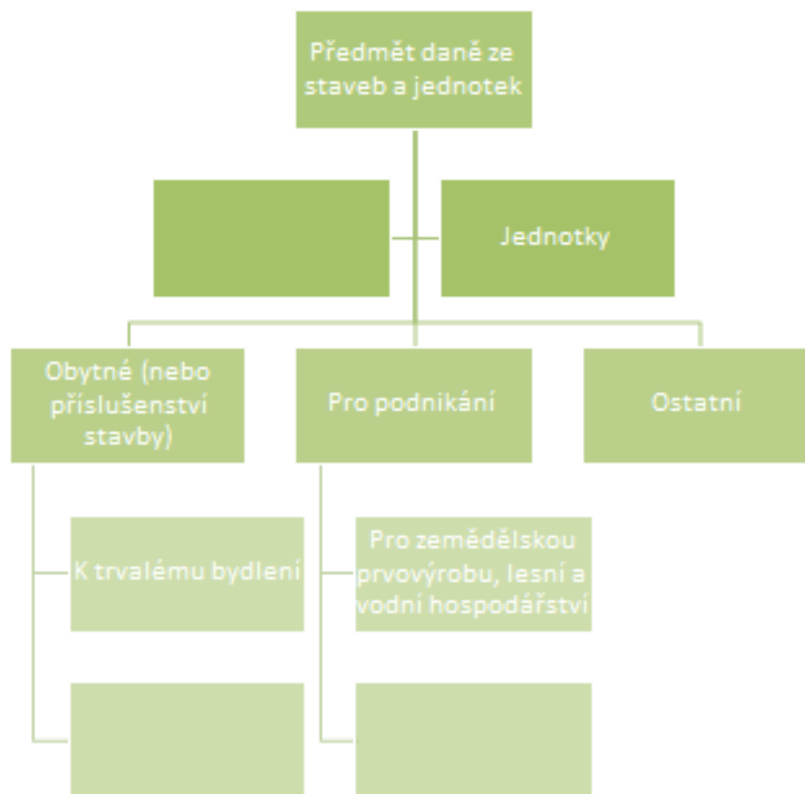 Předmět daně ze
staveb a jednotek
Jednotky
Obytné (nebo
příslušenství
stavby)
Pro podnikání
Ostatní
K trvalému bydlení
Pro zemědělskou
prvovýrobu, lesní a
vodní hospodářství